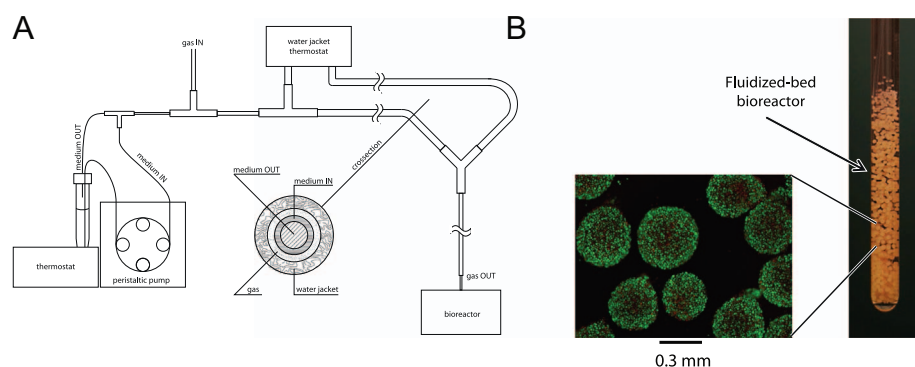 A
B
gas IN
water jacket
thermostat
Fluidized-bed
bioreactor
medium OUT
medium IN
crossection
medium OUT
medium IN
thermostat
peristaltic pump
gas
water jacket
gas OUT
bioreactor
0.3 mm